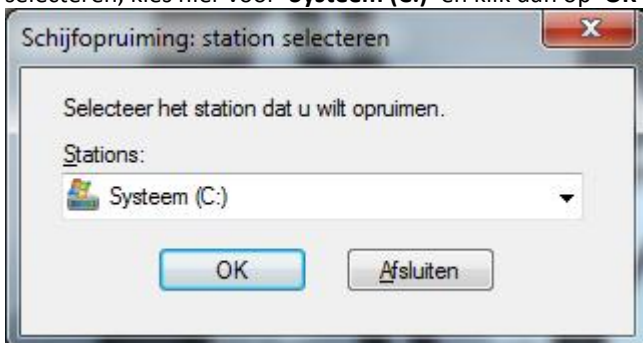 selecteren, kies hier voor "Systeem (C:)" en klik dan op "OK"
Schijfopruiming: station selecteren
Selecteer het station dat u wilt opruimen.
Stations:
Systeem (C:)
OK
Afsluiten